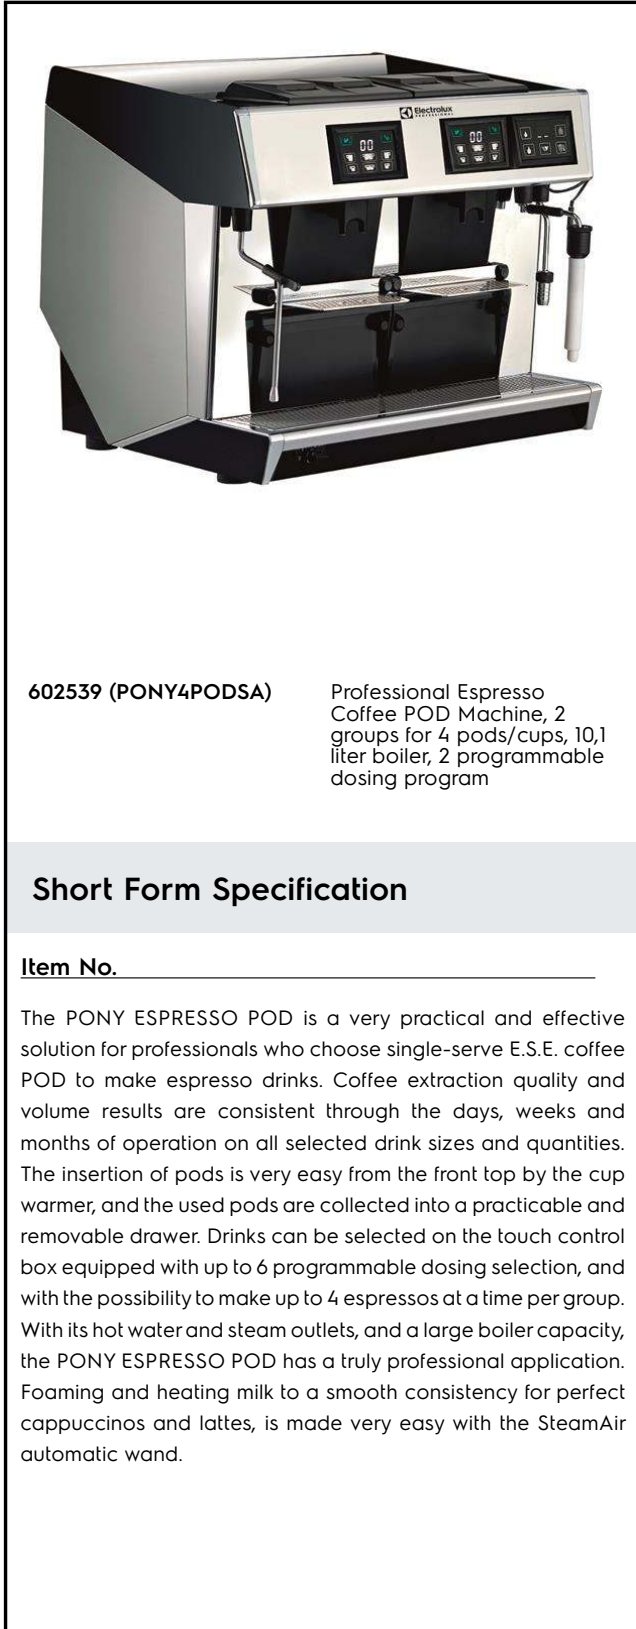 Electrolux
PROFESSIONAL
00
00
602539 (PONY4PODSA)
Professional Espresso
Coffee POD Machine, 2
groups for 4 pods/cups, 10,1
liter boiler, 2 programmable
dosing program
Short Form Specification
Item No.
The PONY ESPRESSO POD is a very practical and effective
solution for professionals who choose single-serve E.S.E. coffee
POD to make espresso drinks. Coffee extraction quality and
volume results are consistent through the days, weeks and
months of operation on all selected drink sizes and quantities.
The insertion of pods is very easy from the front top by the cup
warmer, and the used pods are collected into a practicable and
removable drawer. Drinks can be selected on the touch control
box equipped with up to 6 programmable dosing selection, and
with the possibility to make up to 4 espressos at a time per group.
With its hot water and steam outlets, and a large boiler capacity,
the PONY ESPRESSO POD has a truly professional application.
Foaming and heating milk to a smooth consistency for perfect
cappuccinos and lattes, is made very easy with the SteamAir
automatic wand.